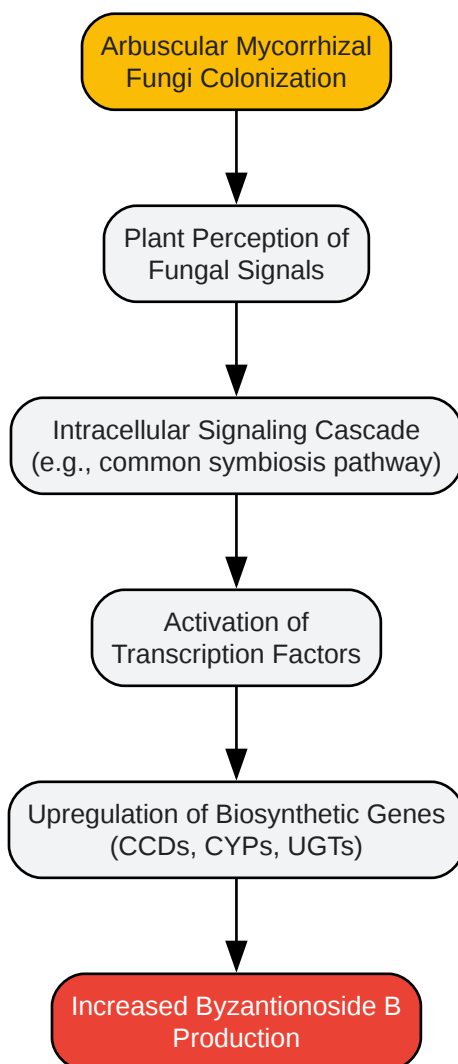 Arbuscular Mycorrhizal
Fungi Colonization
Plant Perception of
Fungal Signals
Intracellular Signaling Cascade
(e.g., common symbiosis pathway)
Activation of
Transcription Factors
Upregulation of Biosynthetic Genes
(CCDs, CYPs, UGTs)
Increased Byzantionoside B
Production